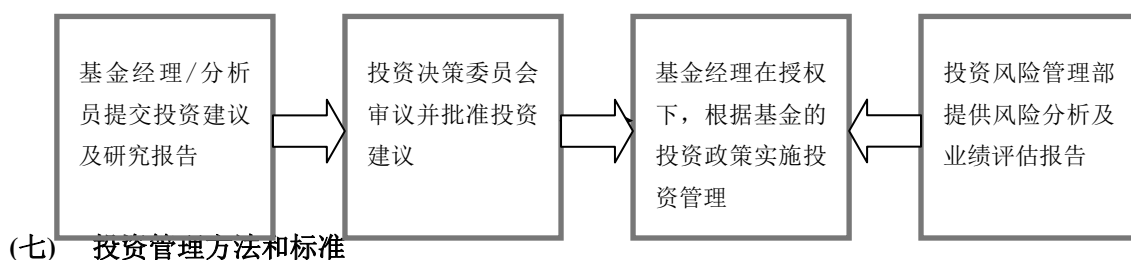 基金经理/分析
员提交投资建议
及研究报告
投资决策委员会
审议并批准投资
建议
基金经理在授权
下，根据基金的
投资政策实施投
资管理
投资风险管理部
提供风险分析及
业绩评估报告
(七) 投资管理方法和标准